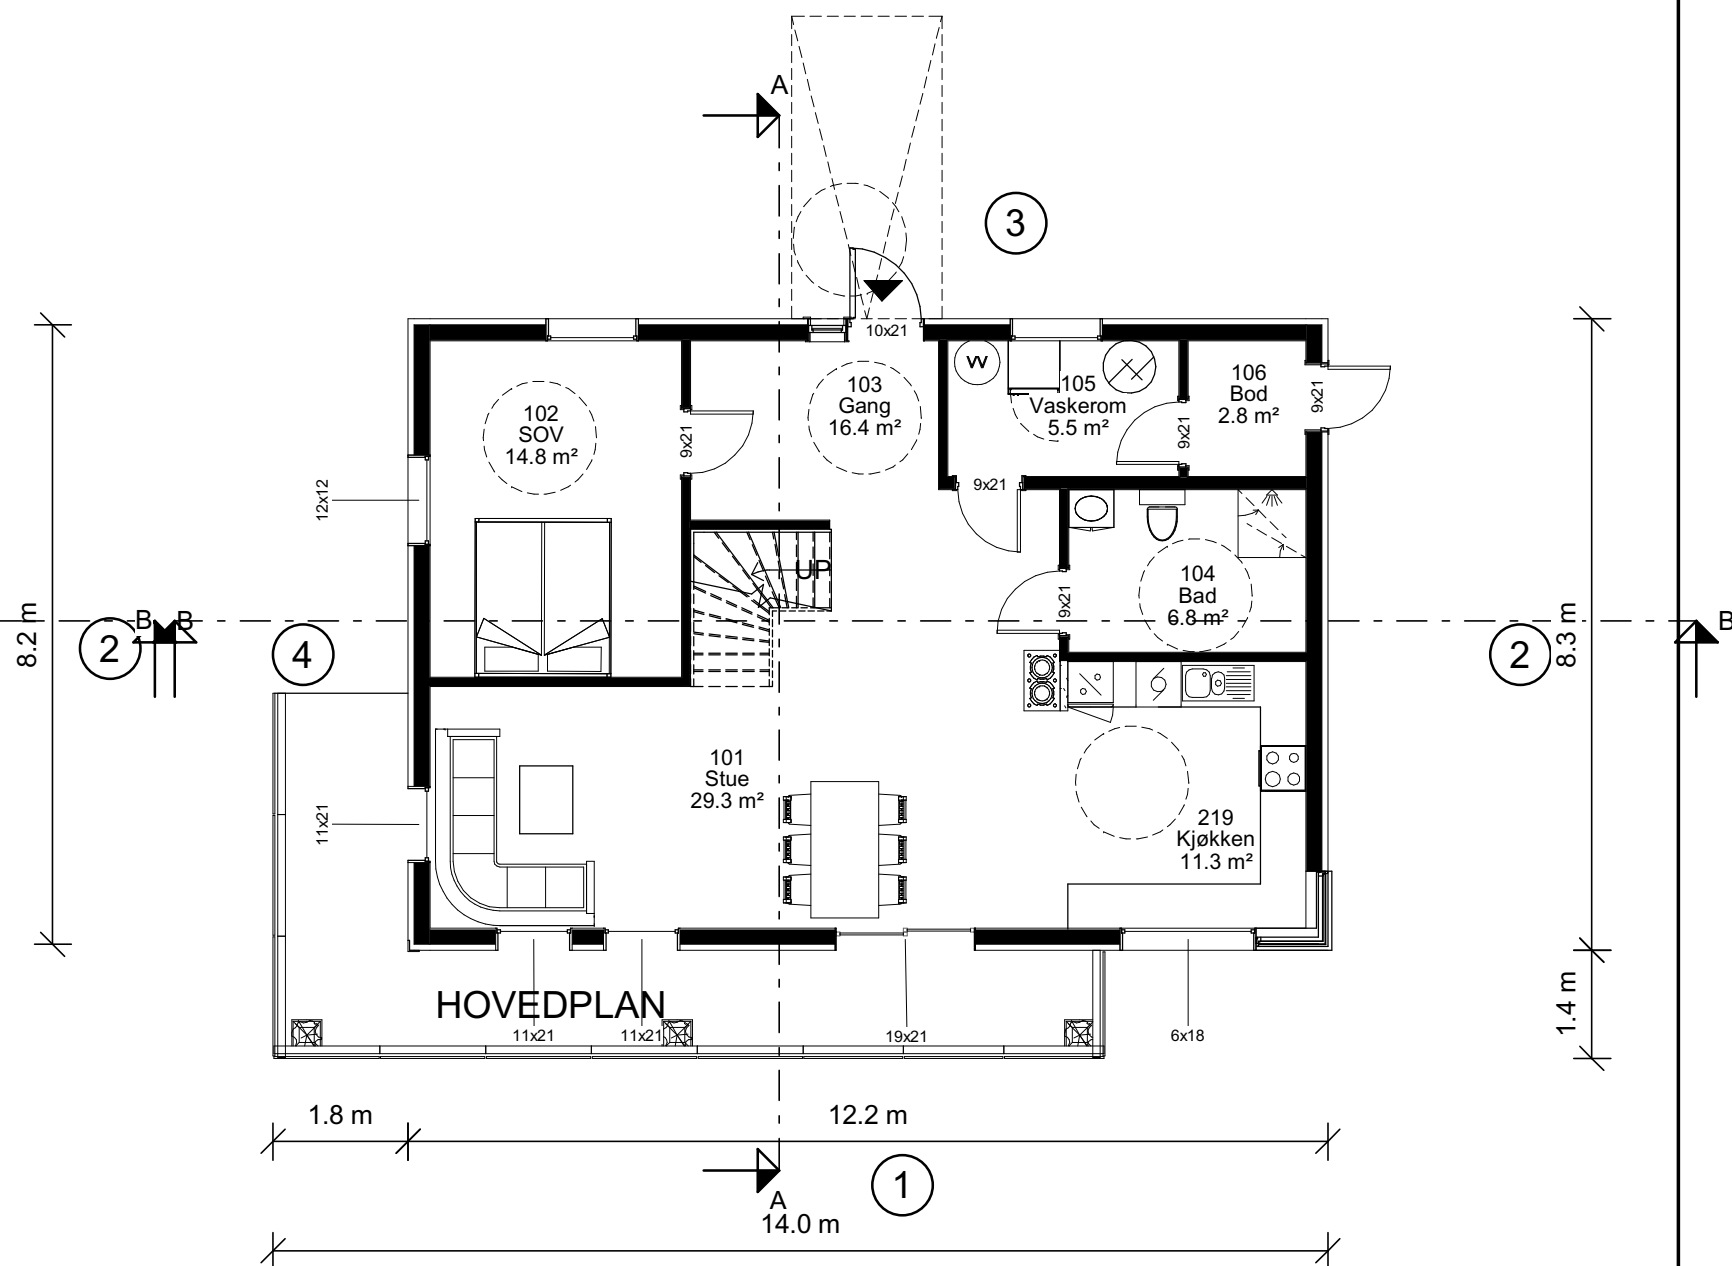 A
3
10x21
103
Gang
16.4 m²
W
105
Vaskerom
5.5 m²
106
Bod
2.8 m²
9x21
102
SOV
14.8 m²
9x21
9x21
9x21
12x12
UP
104
Bad
6.8 m²
9x21
8.2 m
2
B
B
4
2
8.3 m
B
11x21
101
Stue
29.3 m²
219
Kjøkken
11.3 m²
HOVEDPLAN
11x21
11x21
19x21
6x18
1.4 m
1.8 m
12.2 m
1
A
14.0 m